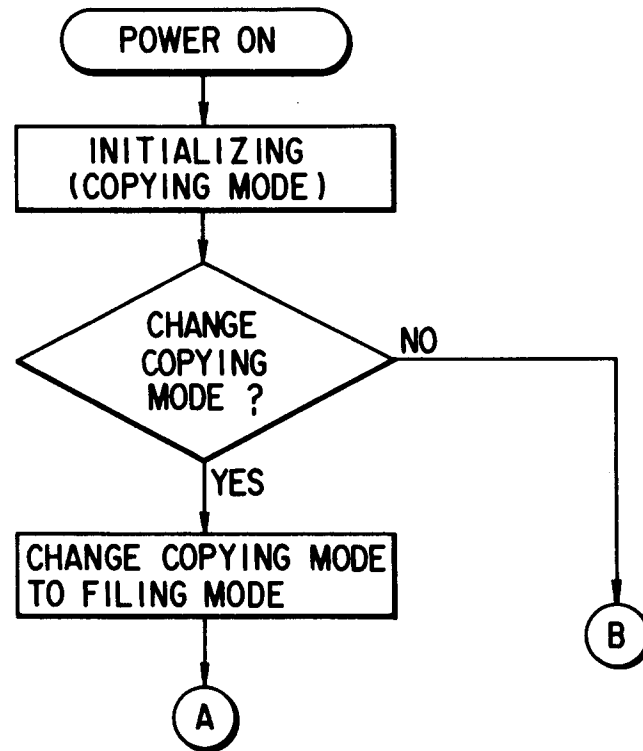 POWER ON
INITIALIZING
(COPYING MODE)
CHANGE
COPYING
MODE ?
NO
YES
CHANGE COPYING MODE
TO FILING MODE
B
A